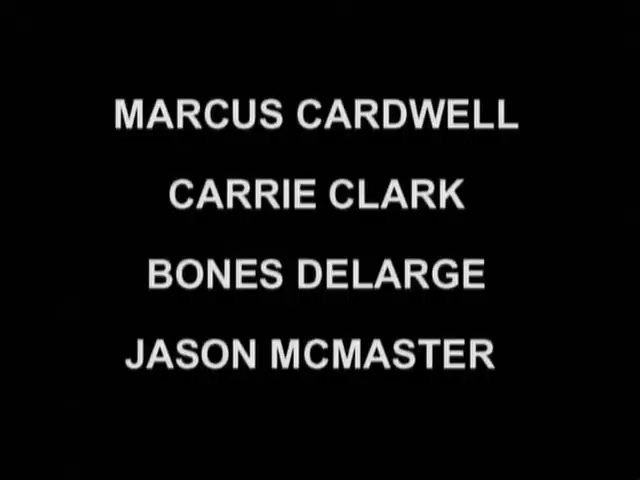 MARCUS CARDWELL
CARRIE CLARK
BONES DELARGE
JASON MCMASTER